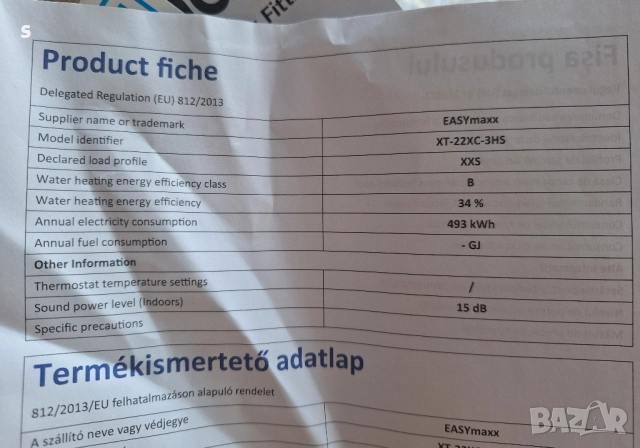 S
Fitt
Product fiche
Fișa produsului
Delegated Regulation (EU) 812/2013
Supplier name or trademark EASYmaxx
Model identifier XT-22XC-3HS
Declared load profile XXS
Water heating energy efficiency class B
Water heating energy efficiency 34 %
Annual electricity consumption 493 kWh
Annual fuel consumption - GJ
Other Information
Thermostat temperature settings /
Sound power level (Indoors) 15 dB
Specific precautions
Termékismertető adatlap
812/2013/EU felhatalmazáson alapuló rendelet
A szállító neve vagy védjegye EASYmaxx
BAZAR